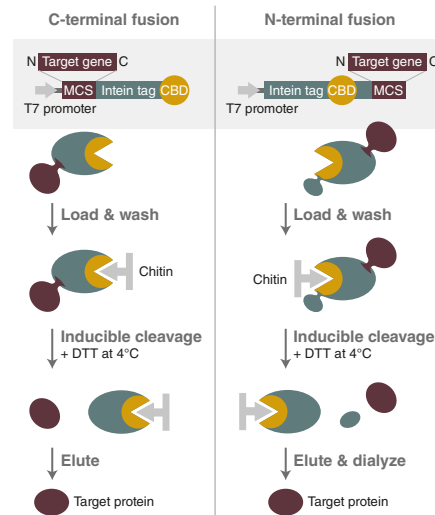 C-terminal fusion
N Target gene C
MCS Intein tag CBD
T7 promoter
Load & wash
Chitin
Inducible cleavage
+ DTT at 4°C
Elute
Target protein
N-terminal fusion
N Target gene C
Intein tag CBD MCS
T7 promoter
Load & wash
Chitin
Inducible cleavage
+ DTT at 4°C
Elute & dialyze
Target protein